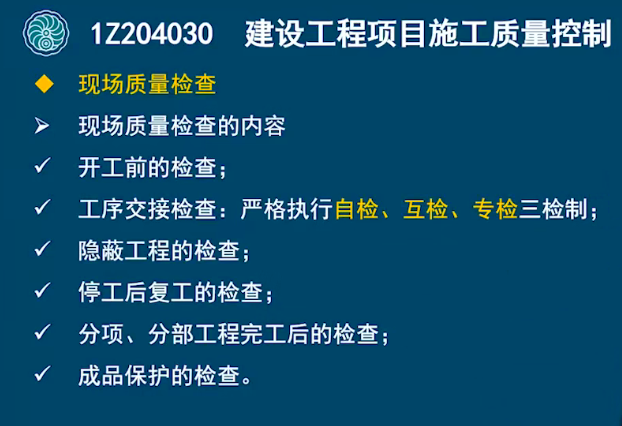 1Z204030 建设工程项目施工质量控制
现场质量检查
现场质量检查的内容
开工前的检查；
工序交接检查：严格执行自检、互检、专检三检制；
隐蔽工程的检查；
停工后复工的检查；
分项、分部工程完工后的检查；
成品保护的检查。